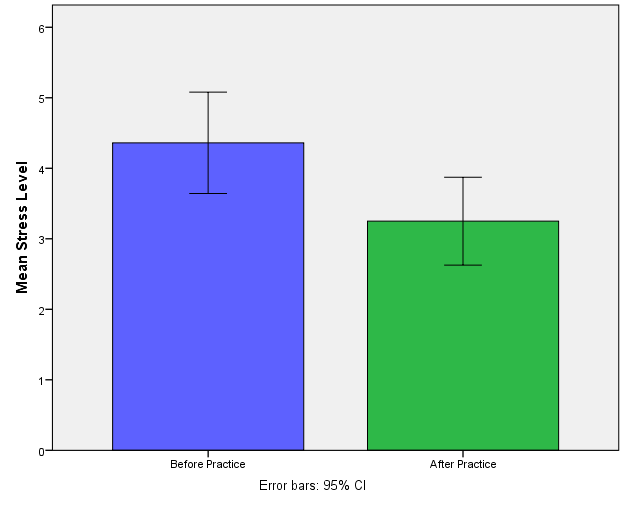 Mean Stress Level
6
5
4
3
2
1
0
Before Practice
After Practice
Error bars: 95% CI